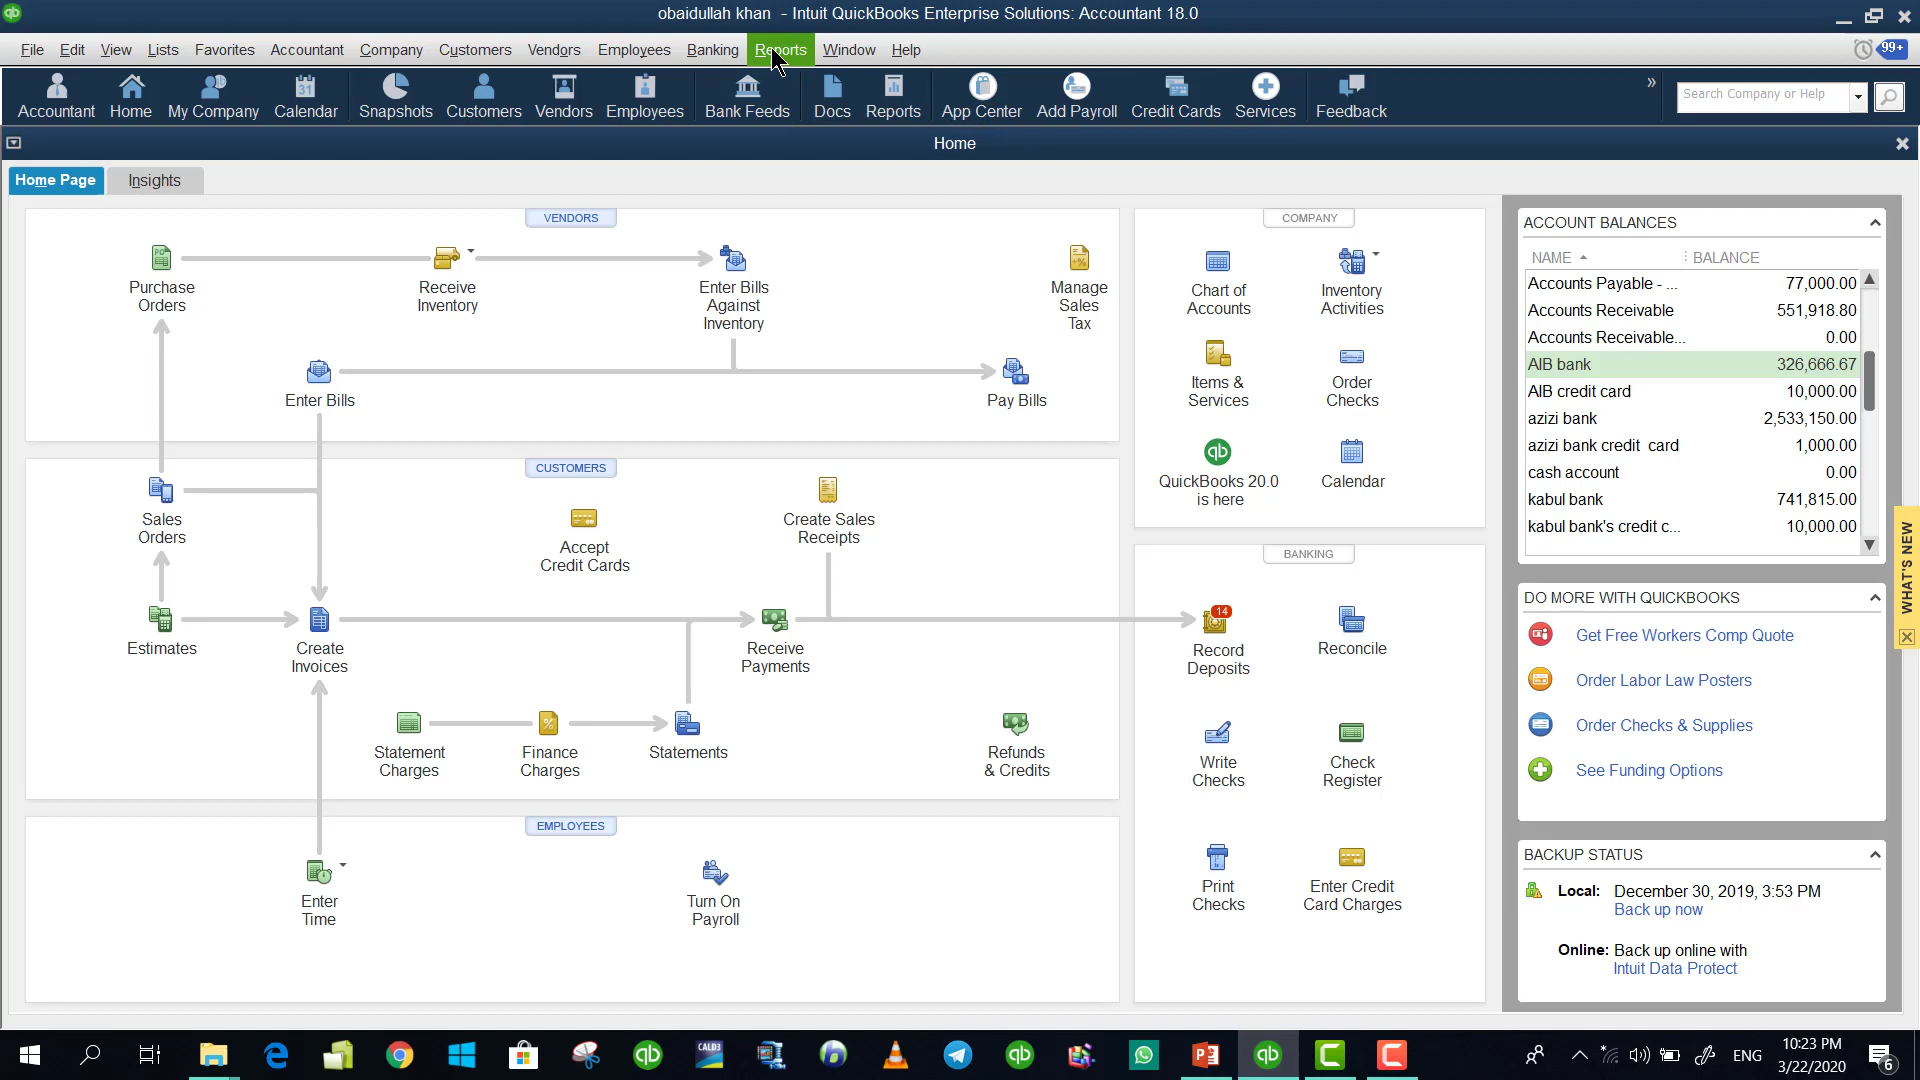 obaidullah khan  - Intuit QuickBooks Enterprise Solutions: Accountant 18.0
File Edit View Lists Favorites Accountant Company Customers Vendors Employees Banking Reports Window Help
99+
Accountant Home My Company Calendar Snapshots Customers Vendors Employees Bank Feeds Docs Reports App Center Add Payroll Credit Cards Services Feedback
31
Search Company or Help
Home
Home Page Insights
VENDORS
PO
Purchase
Orders
Receive
Inventory
Enter Bills
Against
Inventory
Manage
Sales
Tax
Enter Bills
Pay Bills
CUSTOMERS
Sales
Orders
Accept
Credit Cards
Create Sales
Receipts
Estimates
Create
Invoices
Receive
Payments
Statement
Charges
%
Finance
Charges
Statements
Refunds
& Credits
EMPLOYEES
Enter
Time
Turn On
Payroll
COMPANY
Chart of
Accounts
Inventory
Activities
Items &
Services
Order
Checks
qb
QuickBooks 20.0
is here
Calendar
BANKING
14
Record
Deposits
Reconcile
Write
Checks
Check
Register
Print
Checks
Enter Credit
Card Charges
ACCOUNT BALANCES
NAME BALANCE
Accounts Payable - ... 77,000.00
Accounts Receivable 551,918.80
Accounts Receivable... 0.00
AIB bank 326,666.67
AIB credit card 10,000.00
azizi bank 2,533,150.00
azizi bank credit  card 1,000.00
cash account 0.00
kabul bank 741,815.00
kabul bank's credit c... 10,000.00
WHAT'S NEW
DO MORE WITH QUICKBOOKS
Get Free Workers Comp Quote
Order Labor Law Posters
Order Checks & Supplies
See Funding Options
BACKUP STATUS
Local: December 30, 2019, 3:53 PM
Back up now
Online: Back up online with
Intuit Data Protect
qb CALD3 qb qb
ENG
10:23 PM
3/22/2020
6